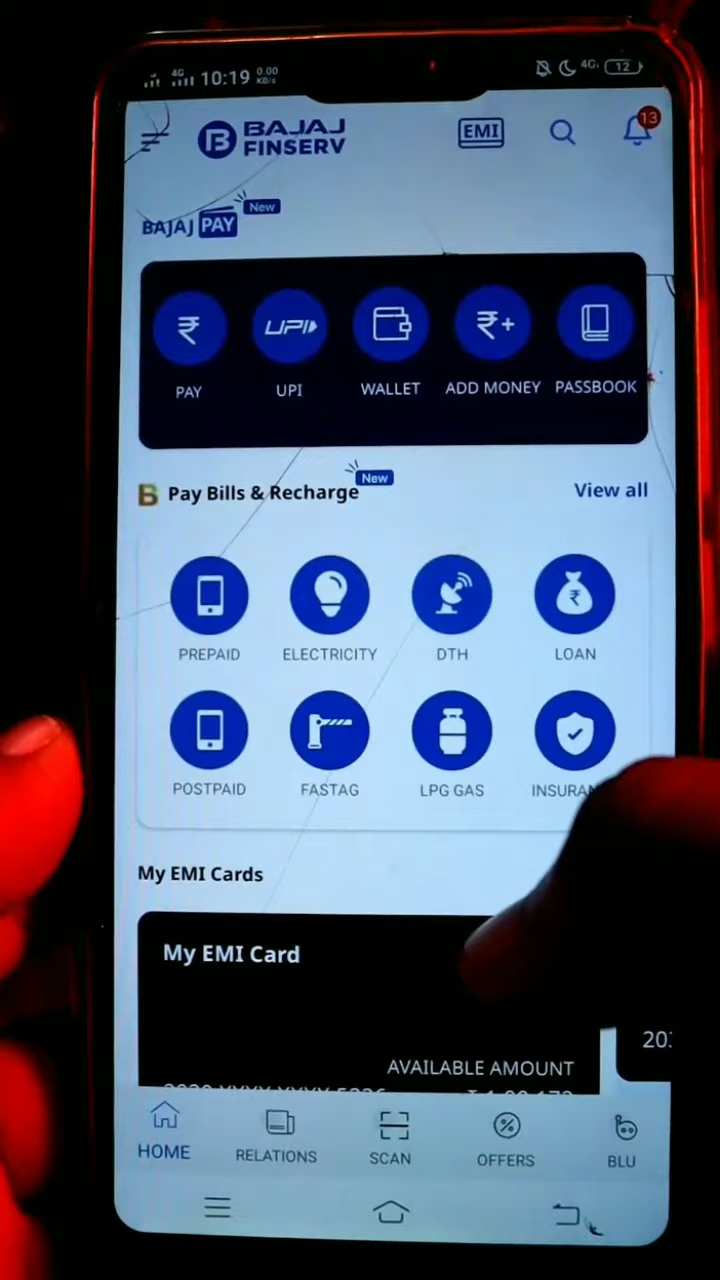 4G 10:19 0.00 KB/s 4G 12
BAJAJ FINSERV
EMI
13
BAJAJ PAY New
PAY UPI WALLET ADD MONEY PASSBOOK
New
B Pay Bills & Recharge View all
PREPAID ELECTRICITY DTH LOAN
POSTPAID FASTAG LPG GAS
My EMI Cards
My EMI Card
AVAILABLE AMOUNT
HOME RELATIONS SCAN OFFERS BLU